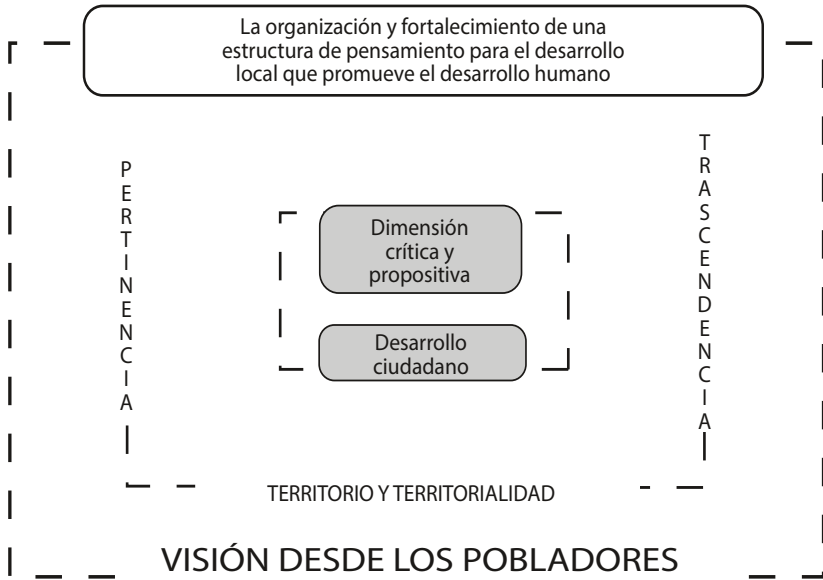 La organización y fortalecimiento de una
estructura de pensamiento para el desarrollo
local que promueve el desarrollo humano
PERTINENCIA
TRASCENDENCIA
Dimensión
crítica y
propositiva
Desarrollo
ciudadano
TERRITORIO Y TERRITORIALIDAD
VISIÓN DESDE LOS POBLADORES